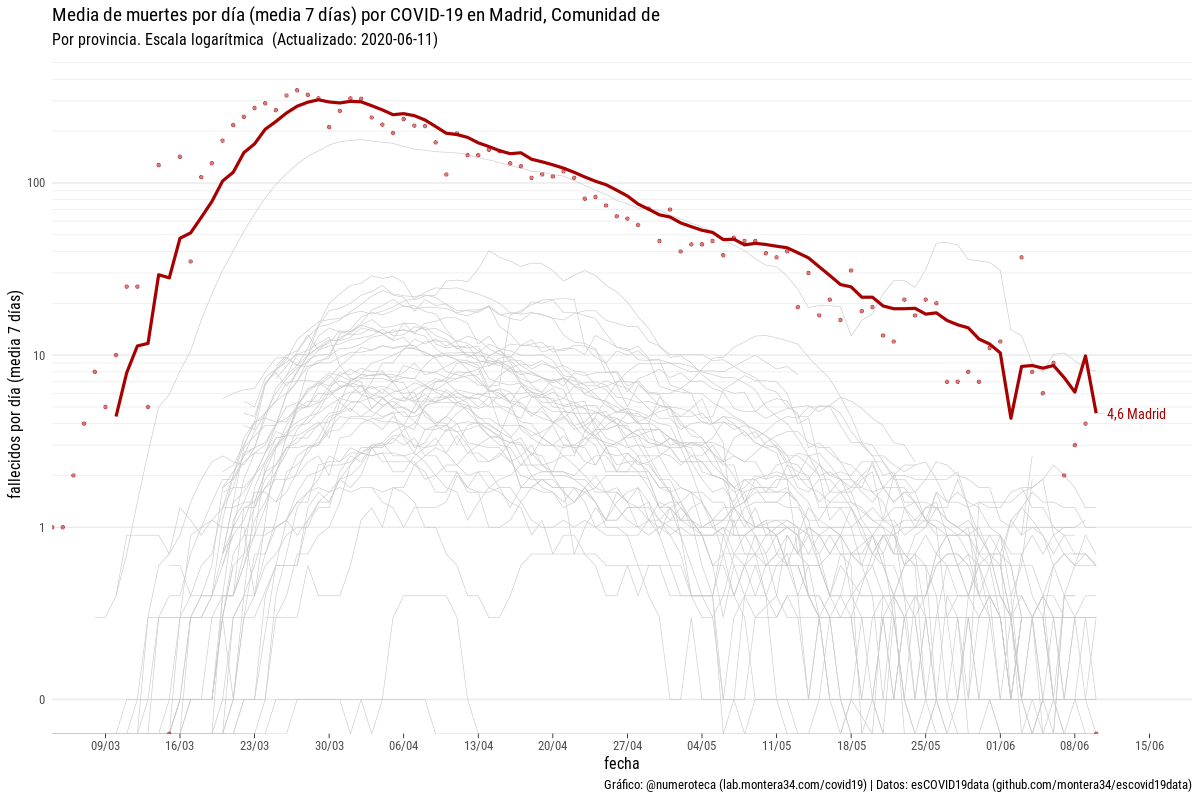 Media de muertes por día (media 7 días) por COVID-19 en Madrid, Comunidad de
Por provincia. Escala logarítmica  (Actualizado: 2020-06-11)
fallecidos por día (media 7 días)
100
10
1
0
4,6 Madrid
09/03 16/03 23/03 30/03 06/04 13/04 20/04 27/04 04/05 11/05 18/05 25/05 01/06 08/06 15/06
fecha
Gráfico: @numeroteca (lab.montera34.com/covid19) | Datos: esCOVID19data (github.com/montera34/escovid19data)